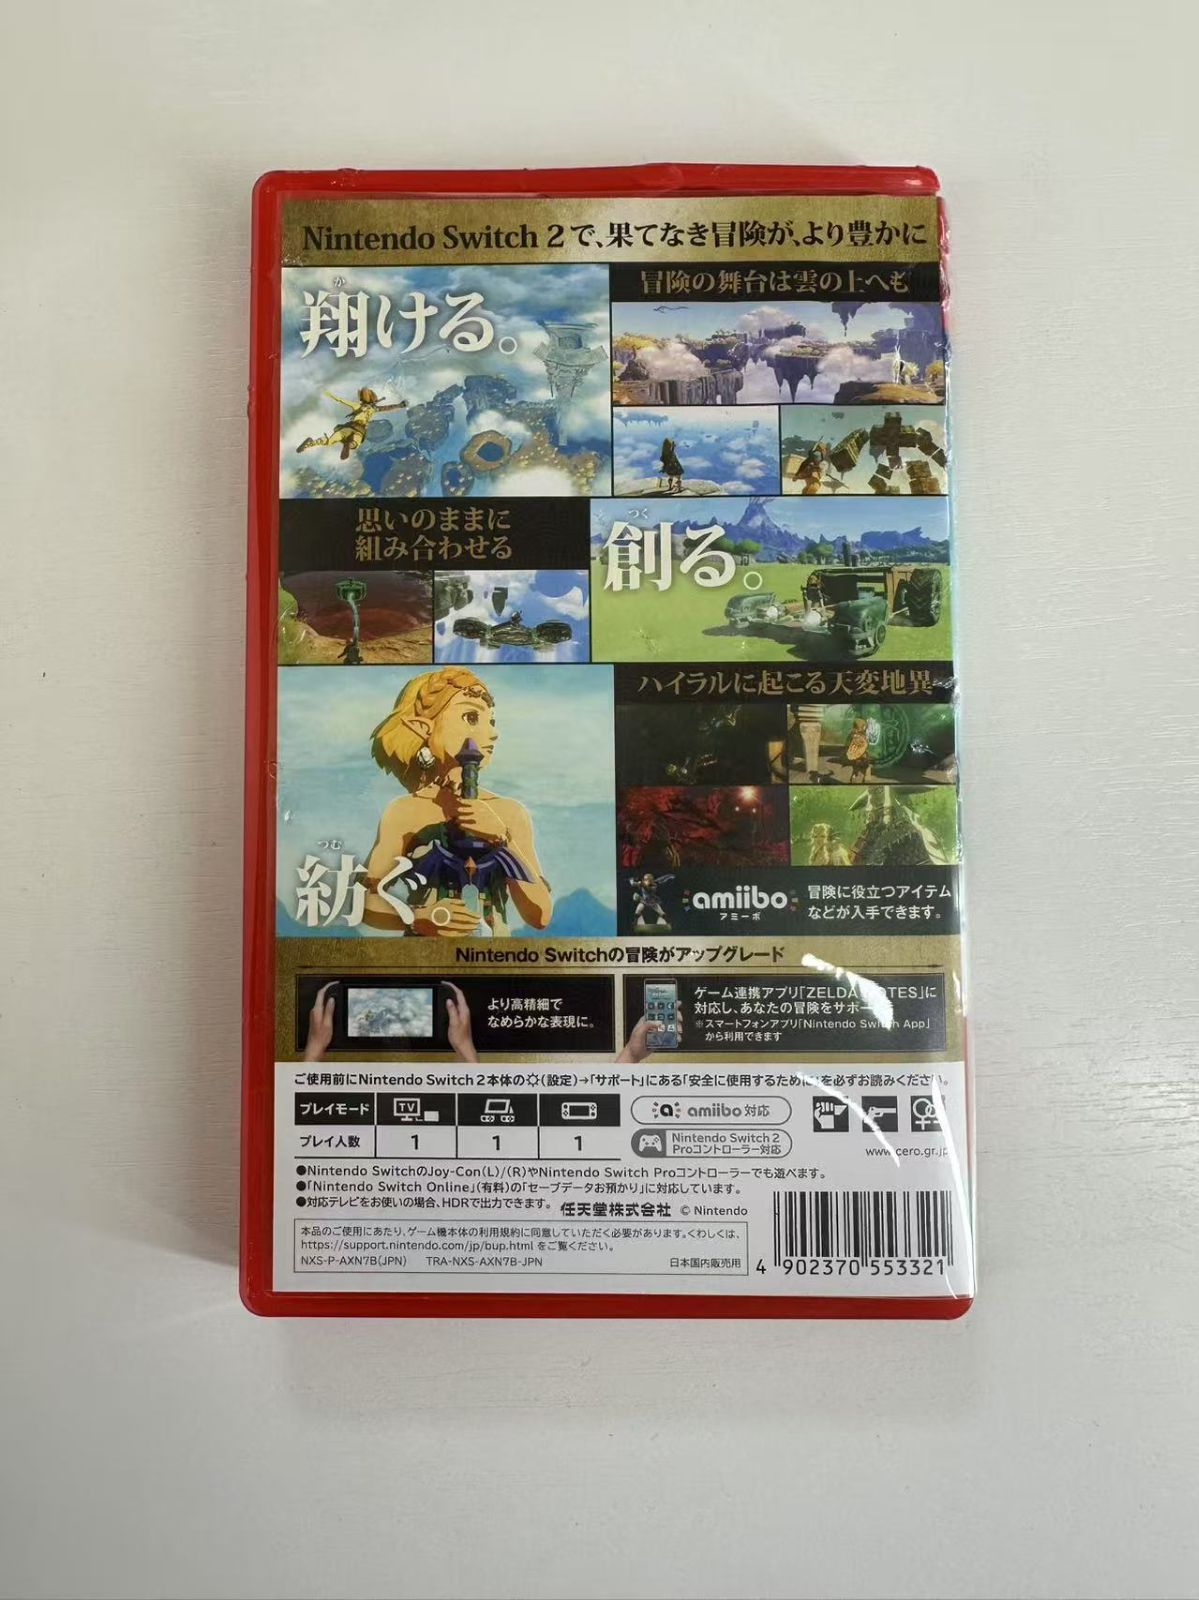 Nintendo Switch 2で、果てなき冒険が、より豊かに
か
翔ける。
冒険の舞台は雲の上へも
思いのままに
組み合わせる
つく
創る。
ハイラルに起こる天変地異
つむ
紡ぐ。
amiibo
アミーボ
冒険に役立つアイテム
などが入手できます。
Nintendo Switchの冒険がアップグレード
より高精細で
なめらかな表現に。
ゲーム連携アプリ「ZELDA NOTES」に
対応し、あなたの冒険をサポート
※スマートフォンアプリ「Nintendo Switch App」
から利用できます
ご使用前にNintendo Switch 2本体の(設定)→「サポート」にある「安全に使用するために」を必ずお読みください。
プレイモード TV
プレイ人数 1 1 1
amiibo 対応
Nintendo Switch 2
Proコントローラー対応
www.cero.gr.jp
●Nintendo SwitchのJoy-Con(L)/(R)やNintendo Switch Proコントローラーでも遊べます。
●「Nintendo Switch Online」(有料)の「セーブデータお預かり」に対応しています。
●対応テレビをお使いの場合、HDRで出力できます。
任天堂株式会社 © Nintendo
本品のご使用にあたり、ゲーム機本体の利用規約に同意していただく必要があります。くわしくは、
https://support.nintendo.com/jp/bup.html をご覧ください。
NXS-P-AXN7B(JPN) TRA-NXS-AXN7B-JPN 日本国内販売用
4 902370 553321